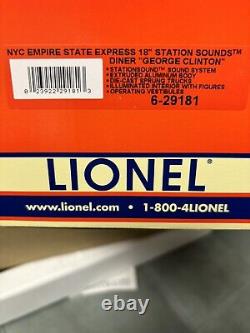 NYC EMPIRE STATE EXPRESS 18" STATION SOUNDS™
DINER "GEORGE CLINTON"
• STATIONSOUND™ SOUND SYSTEM
• EXTRUDED ALUMINUM BODY
• DIE-CAST SPRUNG TRUCKS
• ILLUMINATED INTERIOR WITH FIGURES
• OPERATING VESTIBULES
6-29181
LIONEL®
www.lionel.com • 1-800-4LIONEL